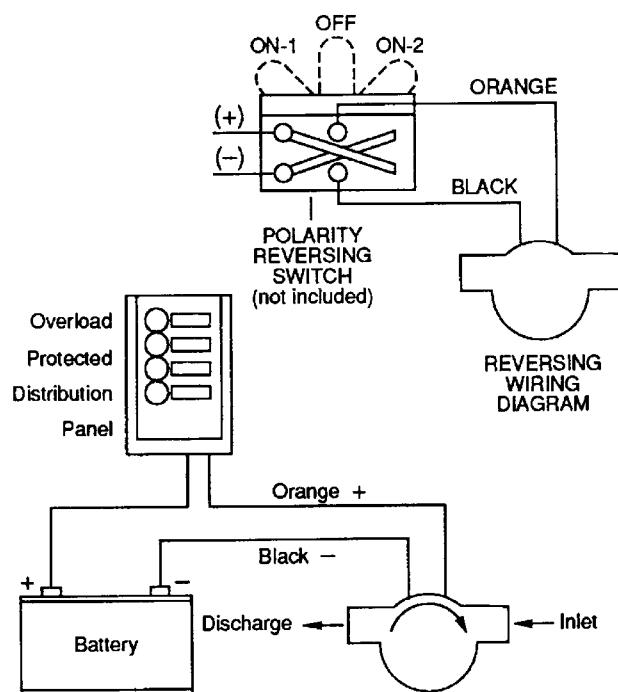 OFF
ON-1
ON-2
ORANGE
(+)
(−)
BLACK
POLARITY
REVERSING
SWITCH
(not included)
REVERSING
WIRING
DIAGRAM
Overload
Protected
Distribution
Panel
Orange +
Black −
+ −
Battery
Discharge
Inlet